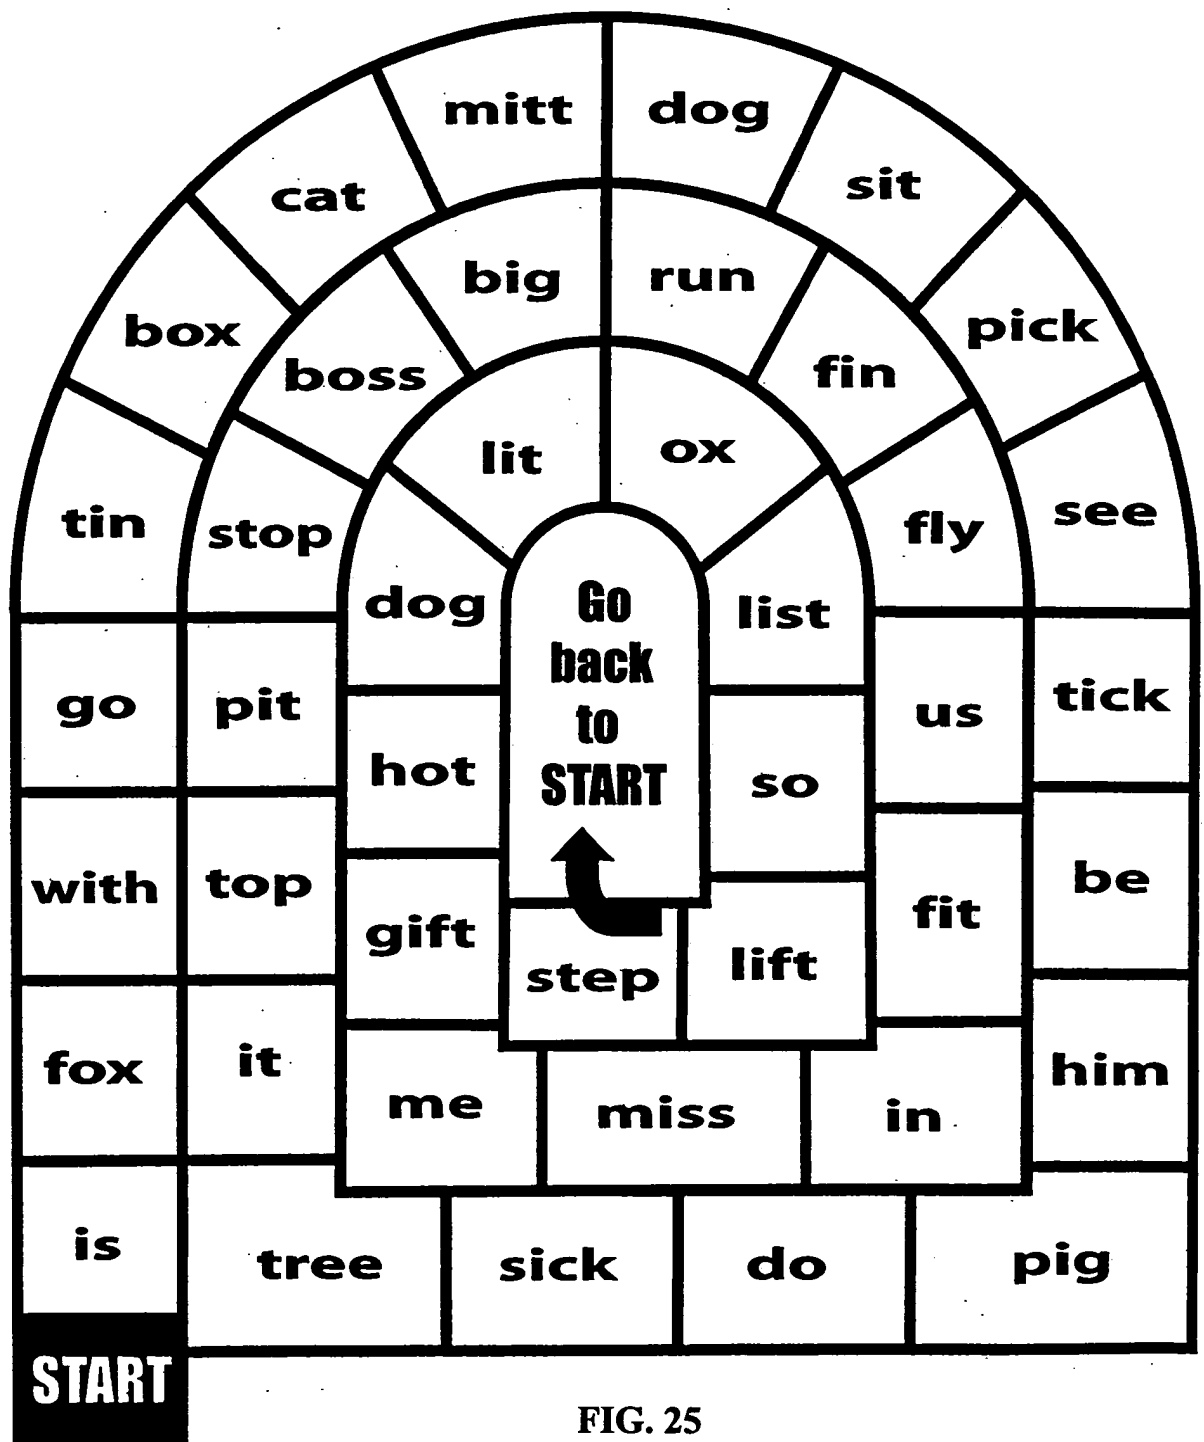 START
is
fox
with
go
tin
box
cat
mitt
dog
sit
pick
see
tick
be
him
pig
do
sick
tree
it
top
pit
stop
boss
big
run
fin
fly
us
fit
in
miss
me
gift
hot
dog
lit
ox
list
so
lift
step
Go
back
to
START
FIG. 25